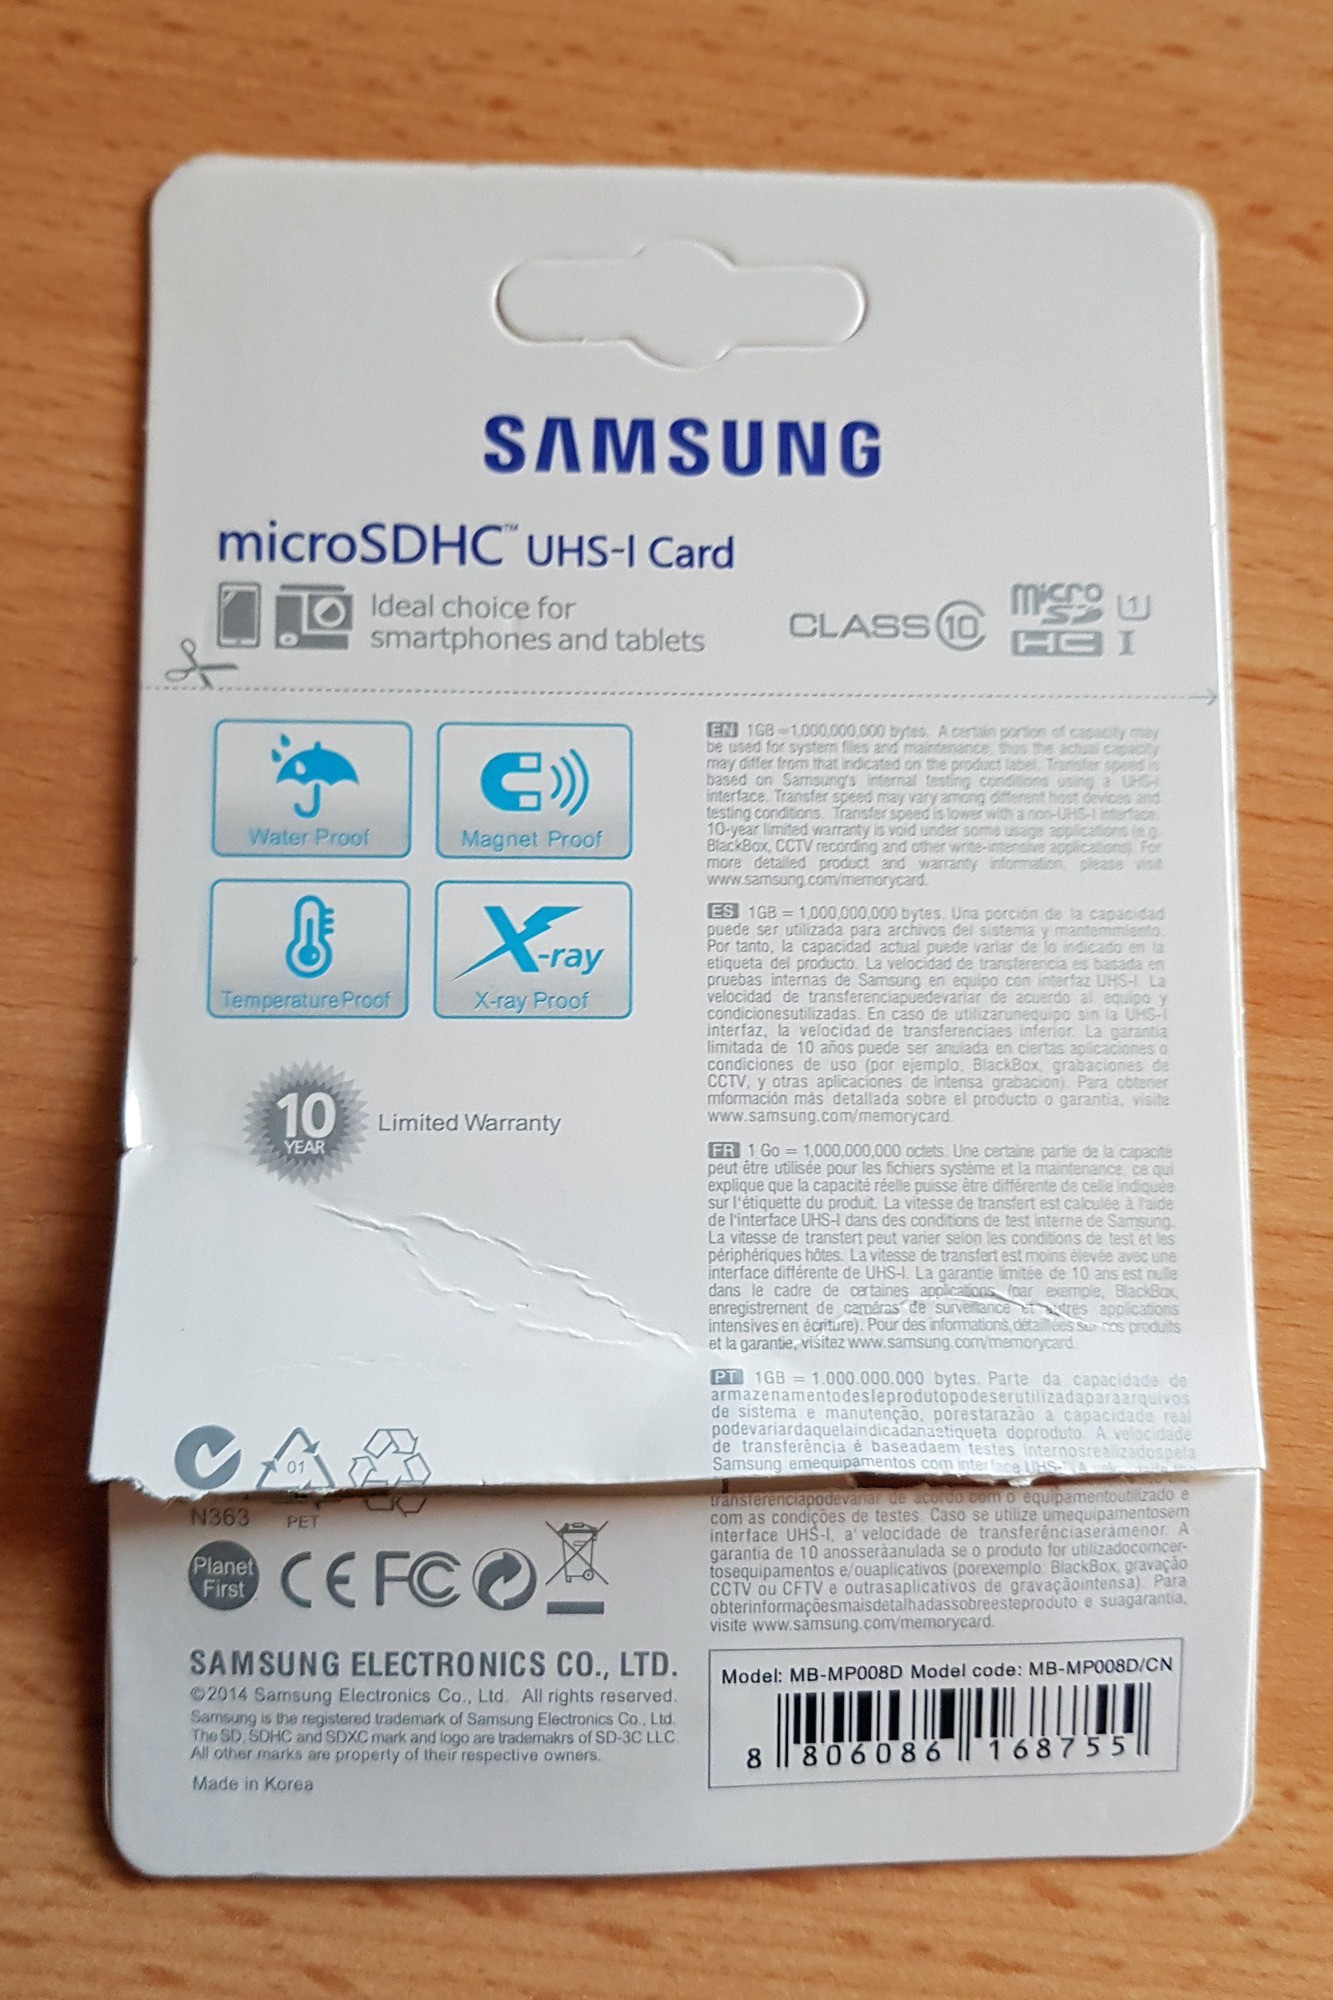 SAMSUNG
microSDHC™ UHS-I Card
Ideal choice for
smartphones and tablets
CLASS 10
micro
SD
HC I
1
Water Proof
Magnet Proof
Temperature Proof
X-ray
X-ray Proof
10
YEAR
Limited Warranty
EN 1GB=1,000,000,000 bytes. A certain portion of capacity may
be used for system files and maintenance, thus the actual capacity
may differ from that indicated on the product label. Transfer speed is
based on Samsung's internal testing conditions using a UHS-I
interface. Transfer speed may vary among different host devices and
testing conditions. Transfer speed is lower with a non-UHS-I interface.
10-year limited warranty is void under some usage applications (e.g.
BlackBox, CCTV recording and other write-intensive applications). For
more detailed product and warranty information, please visit
www.samsung.com/memorycard.
ES 1GB = 1,000,000,000 bytes. Una porción de la capacidad
puede ser utilizada para archivos del sistema y mantemmiento.
Por tanto, la capacidad actual puede variar de lo indicado en la
etiqueta del producto. La velocidad de transferencia es basada en
pruebas internas de Samsung en equipo con interfaz UHS-I. La
velocidad de transferenciapuedevariar de acuerdo al equipo y
condicionesutilizadas. En caso de utilizarunequipo sin la UHS-I
interfaz, la velocidad de transferenciaes inferior. La garantia
limitada de 10 años puede ser anulada en ciertas aplicaciones o
condiciones de uso (por ejemplo, BlackBox, grabaciones de
CCTV, y otras aplicaciones de intensa grabacion). Para obtener
mformación más detallada sobre el producto o garantia, visite
www.samsung.com/memorycard.
FR 1 Go = 1,000,000,000 octets. Une certaine partie de la capacité
peut être utilisée pour les fichiers système et la maintenance, ce qui
explique que la capacité réelle puisse être différente de celle indiquée
sur l'étiquette du produit. La vitesse de transfert est calculée à l'aide
de l'interface UHS-I dans des conditions de test interne de Samsung.
La vitesse de transtert peut varier selon les conditions de test et les
périphériques hôtes. La vitesse de transfert est moins élevée avec une
interface différente de UHS-I. La garantie limitée de 10 ans est nulle
dans le cadre de certaines applications (par exemple, BlackBox,
enregistrernent de caméras de surveillance et autres applications
intensives en écriture). Pour des informations détaillées sur nos produits
et la garantie, visitez www.samsung.com/memorycard.
PT 1GB = 1.000.000.000 bytes. Parte da capacidade de
armazenamentodesleprodutopodeserutilizadaparaarquivos
de sistema e manutenção, porestarazão a capacidade real
podevariardaquelaindicadanaetiqueta doproduto. A velocidade
de transferência é baseadaem testes internosrealizadospela
Samsung emequipamentos com interface UHS-
transferênciapodevariar de acordo com o equipamentoutilizado e
com as condições de testes. Caso se utilize umequipamentosem
interface UHS-I, a' velocidade de transferênciaserámenor. A
garantia de 10 anosseráanulada se o produto for utilizadocomcer-
tosequipamentos e/ouaplicativos (porexemplo. BlackBox, gravação
CCTV ou CFTV e outrasaplicativos de gravaçãointensa). Para
obterinformaçõesmaisdetalhadassobreesteproduto e suagarantia,
visite www.samsung.com/memorycard.
01
N363
PET
Planet
First
CE FC
SAMSUNG ELECTRONICS CO., LTD.
©2014 Samsung Electronics Co., Ltd. All rights reserved.
Samsung is the registered trademark of Samsung Electronics Co., Ltd.
The SD, SDHC and SDXC mark and logo are trademakrs of SD-3C LLC
All other marks are property of their respective owners.
Made in Korea
Model: MB-MP008D Model code: MB-MP008D/CN
8 806086 168755